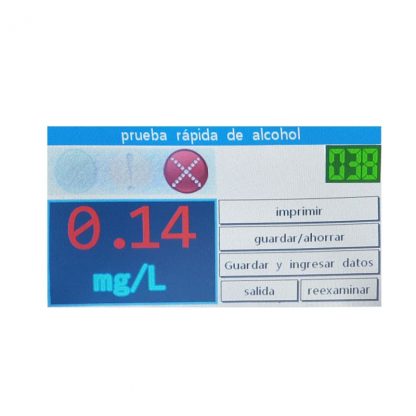 prueba rápida de alcohol
038
0.14
mg/L
imprimir
guardar/ahorrar
Guardar y ingresar datos
salida
reexaminar